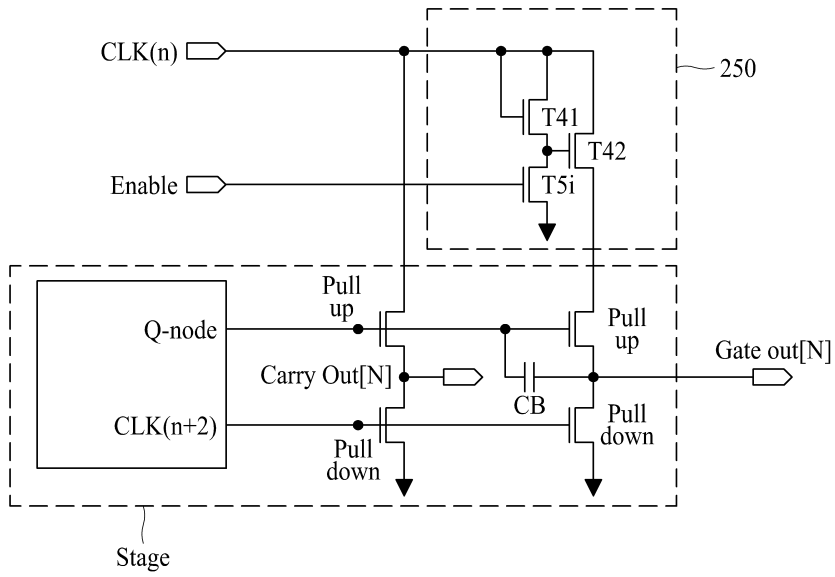 CLK(n)
250
T41
T42
Enable
T5i
Pull
up
Q-node
Pull
up
Gate out[N]
Carry Out[N]
CB
CLK(n+2)
Pull
down
Pull
down
Stage